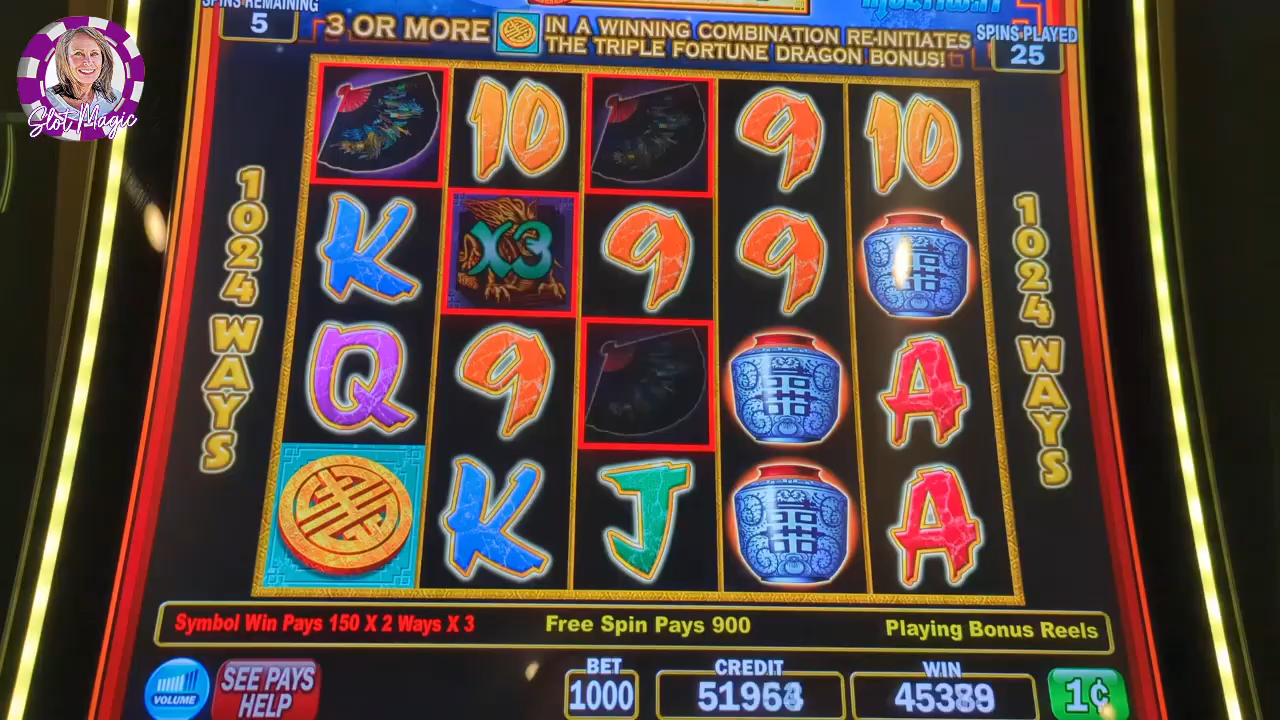 SPINS REMAINING
5
3 OR MORE
IN A WINNING COMBINATION RE-INITIATES
THE TRIPLE FORTUNE DRAGON BONUS!
SPINS PLAYED
25
Slot Magic
1024 WAYS
10
9
10
K
X3
9
9
Q
9
A
K
J
A
1024 WAYS
Symbol Win Pays 150 X 2 Ways X 3
Free Spin Pays 900
Playing Bonus Reels
VOLUME
SEE PAYS
HELP
BET
1000
CREDIT
WIN
1¢